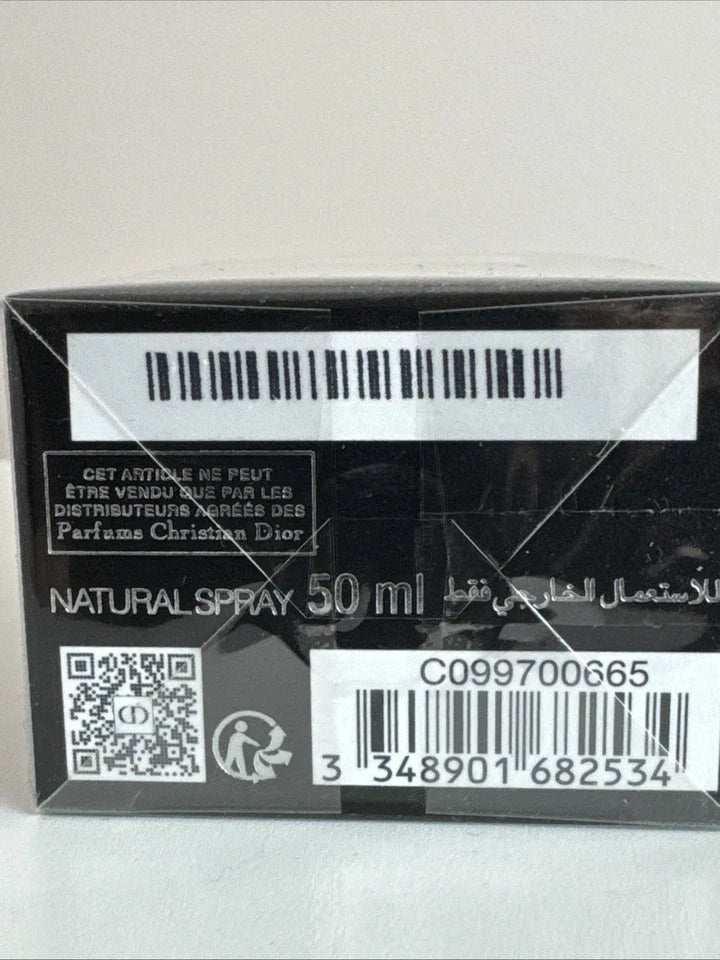 CET ARTICLE NE PEUT
ÊTRE VENDU QUE PAR LES
DISTRIBUTEURS AGRÉÉS DES
Parfums Christian Dior
NATURAL SPRAY 50 ml للاستعمال الخارجي فقط
CD
C099700665
3 348901 682534